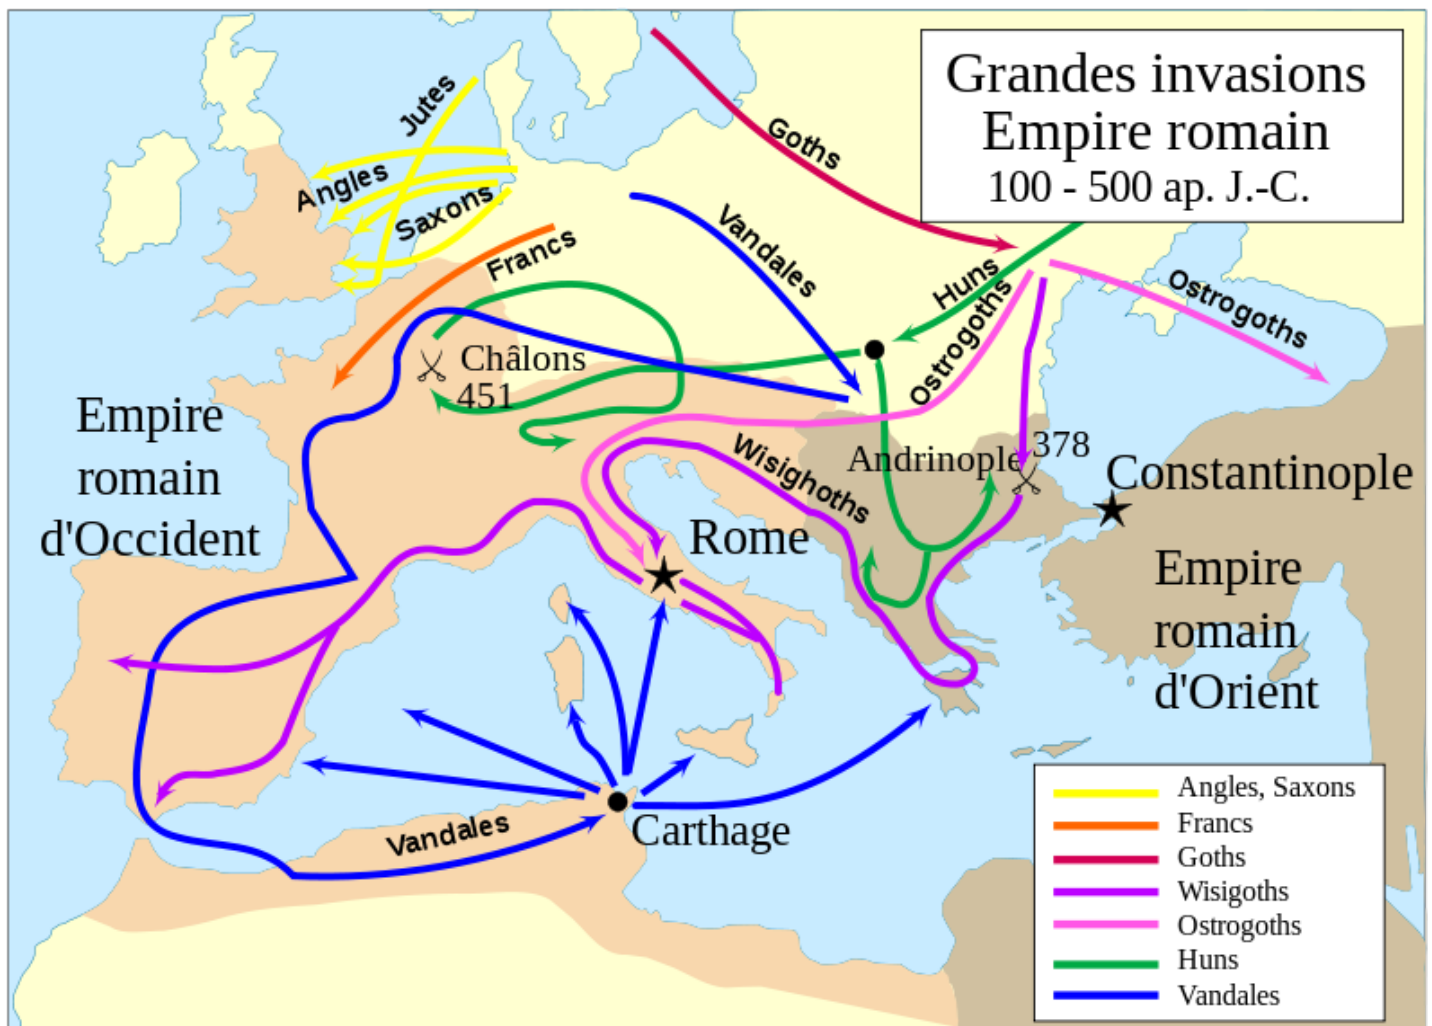 Grandes invasions
Empire romain
100 - 500 ap. J.-C.
Jutes
Goths
Angles
Saxons
Francs
Vandales
Huns
Ostrogoths
Ostrogoths
Châlons
451
Empire
romain
d'Occident
Wisighoths
Andrinople
378
Constantinople
Rome
Empire
romain
d'Orient
Vandales
Carthage
Angles, Saxons
Francs
Goths
Wisigoths
Ostrogoths
Huns
Vandales